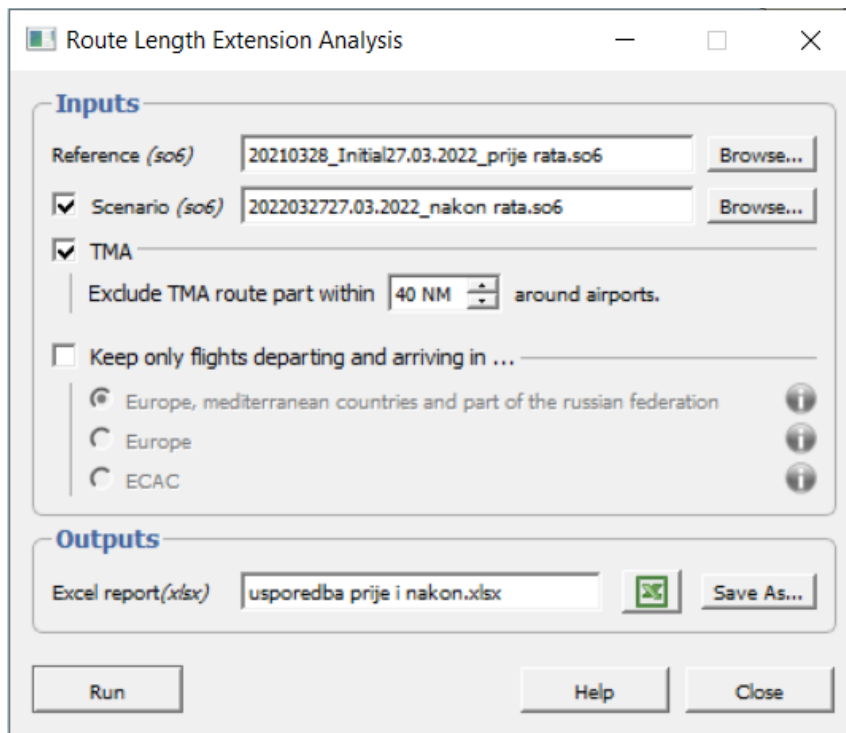 Route Length Extension Analysis
Inputs
Reference (so6) 20210328_Initial27.03.2022_prije rata.so6 Browse...
Scenario (so6) 2022032727.03.2022_nakon rata.so6 Browse...
TMA
Exclude TMA route part within 40 NM around airports.
Keep only flights departing and arriving in ...
Europe, mediterranean countries and part of the russian federation
Europe
ECAC
Outputs
Excel report(xlsx) usporedba prije i nakon.xlsx Save As...
Run Help Close